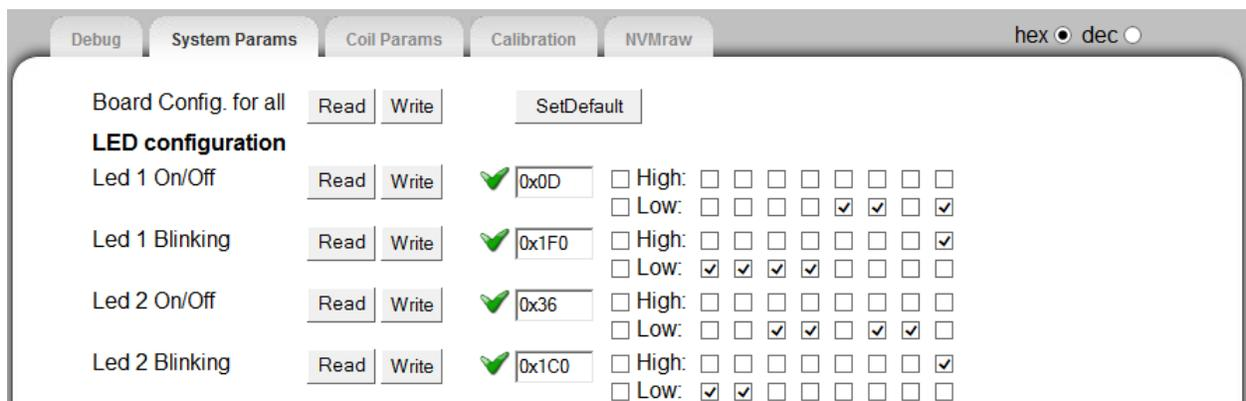 Debug System Params Coil Params Calibration NVMraw hex dec
Board Config. for all Read Write SetDefault
LED configuration
Led 1 On/Off Read Write 0x0D High:
Low:
Led 1 Blinking Read Write 0x1F0 High:
Low:
Led 2 On/Off Read Write 0x36 High:
Low:
Led 2 Blinking Read Write 0x1C0 High:
Low: